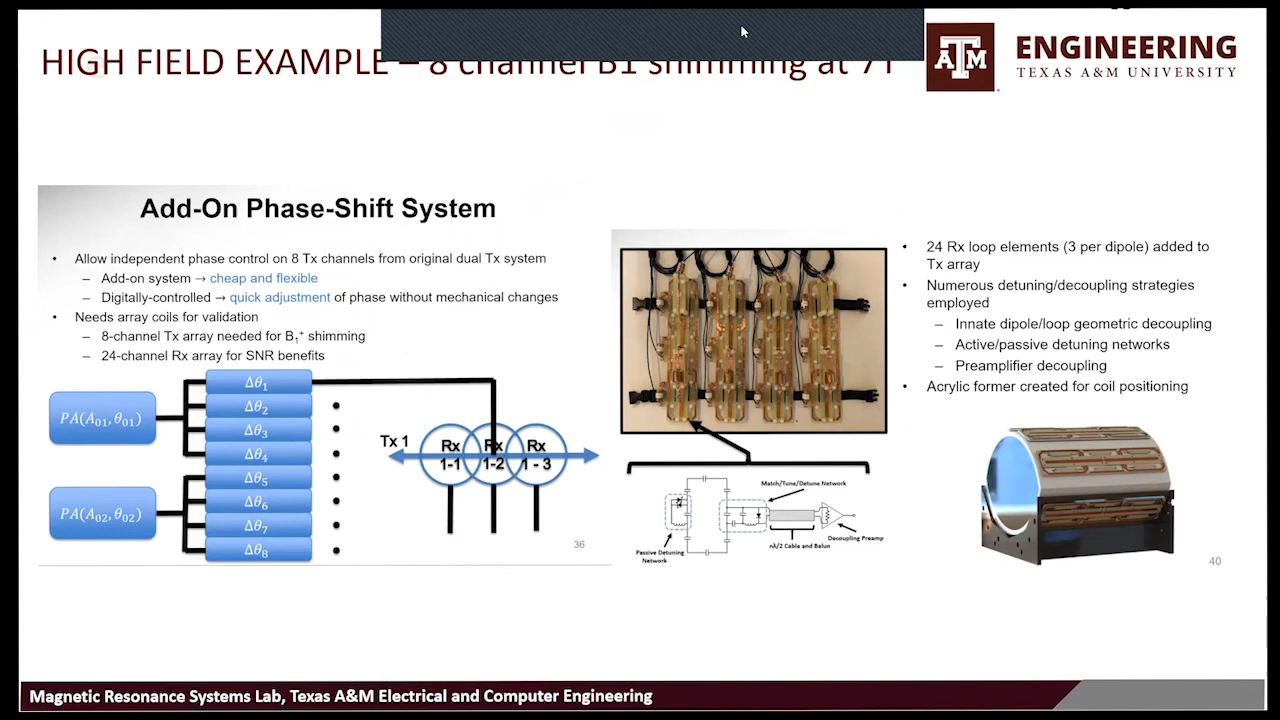 HIGH FIELD EXAMPLE – 8 channel B1 shimming at 7T
ĀM
ENGINEERING
TEXAS A&M UNIVERSITY
Add-On Phase-Shift System
• Allow independent phase control on 8 Tx channels from original dual Tx system
– Add-on system → cheap and flexible
– Digitally-controlled → quick adjustment of phase without mechanical changes
• Needs array coils for validation
– 8-channel Tx array needed for B₁⁺ shimming
– 24-channel Rx array for SNR benefits
PA(A₀₁, θ₀₁)
PA(A₀₂, θ₀₂)
Δθ₁
Δθ₂
Δθ₃
Δθ₄
Δθ₅
Δθ₆
Δθ₇
Δθ₈
Tx 1
Rx
1-1
Rx
1-2
Rx
1 - 3
36
Match/Tune/Detune Network
Passive Detuning
Network
nλ/2 Cable and Balun
Decoupling Preamp
• 24 Rx loop elements (3 per dipole) added to
Tx array
• Numerous detuning/decoupling strategies
employed
– Innate dipole/loop geometric decoupling
– Active/passive detuning networks
– Preamplifier decoupling
• Acrylic former created for coil positioning
40
Magnetic Resonance Systems Lab, Texas A&M Electrical and Computer Engineering